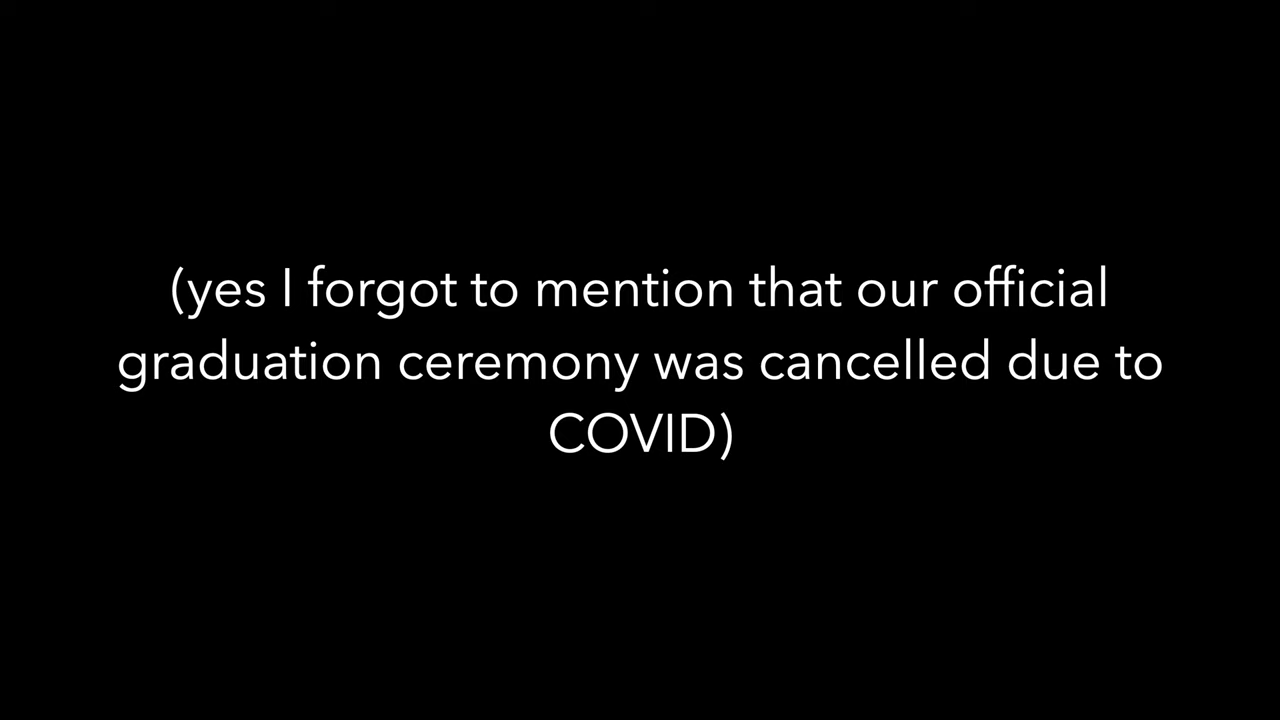 (yes I forgot to mention that our official
graduation ceremony was cancelled due to
COVID)